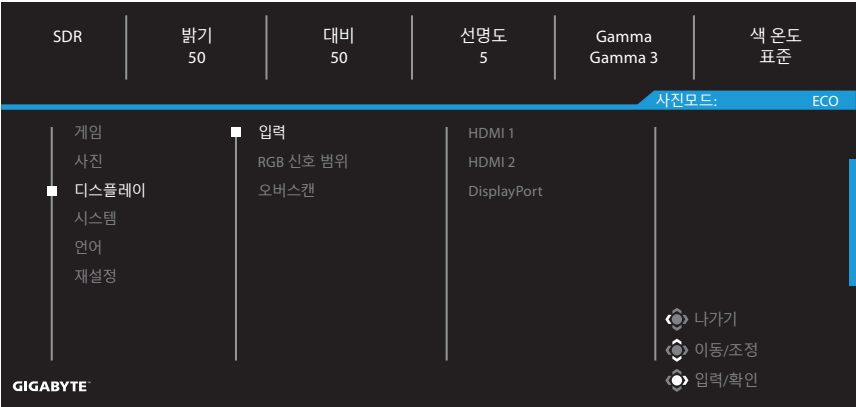 SDR
밝기
50
대비
50
선명도
5
Gamma
Gamma 3
색 온도
표준
사진모드: ECO
게임
사진
디스플레이
시스템
언어
재설정
입력
RGB 신호 범위
오버스캔
HDMI 1
HDMI 2
DisplayPort
나가기
이동/조정
입력/확인
GIGABYTE™